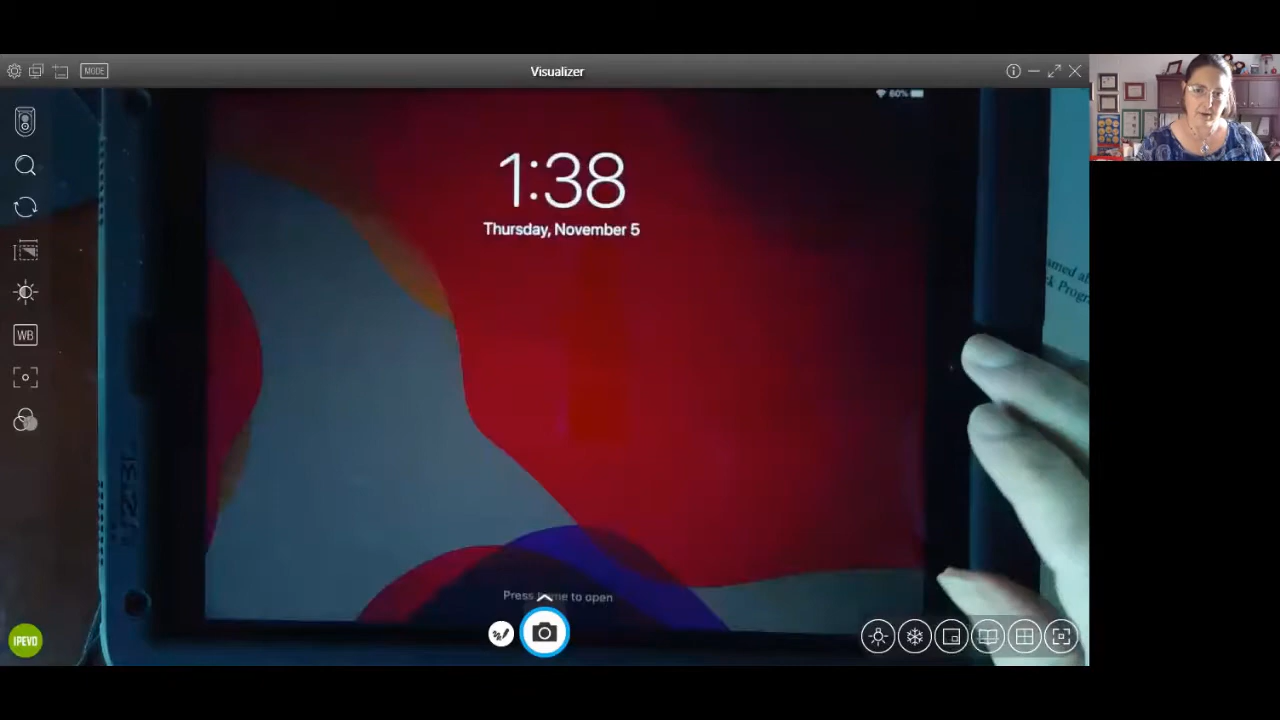 MODE
Visualizer
60%
1:38
Thursday, November 5
WB
Press home to open
IPEVO